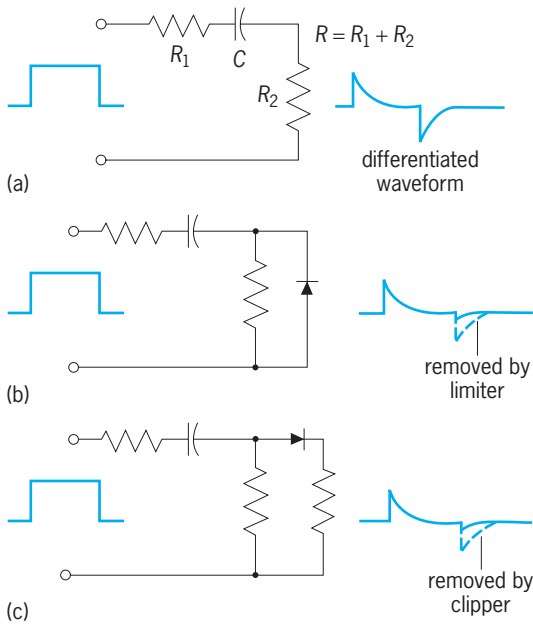 R = R₁ + R₂
R₁
C
R₂
differentiated
waveform
(a)
removed by
limiter
(b)
removed by
clipper
(c)